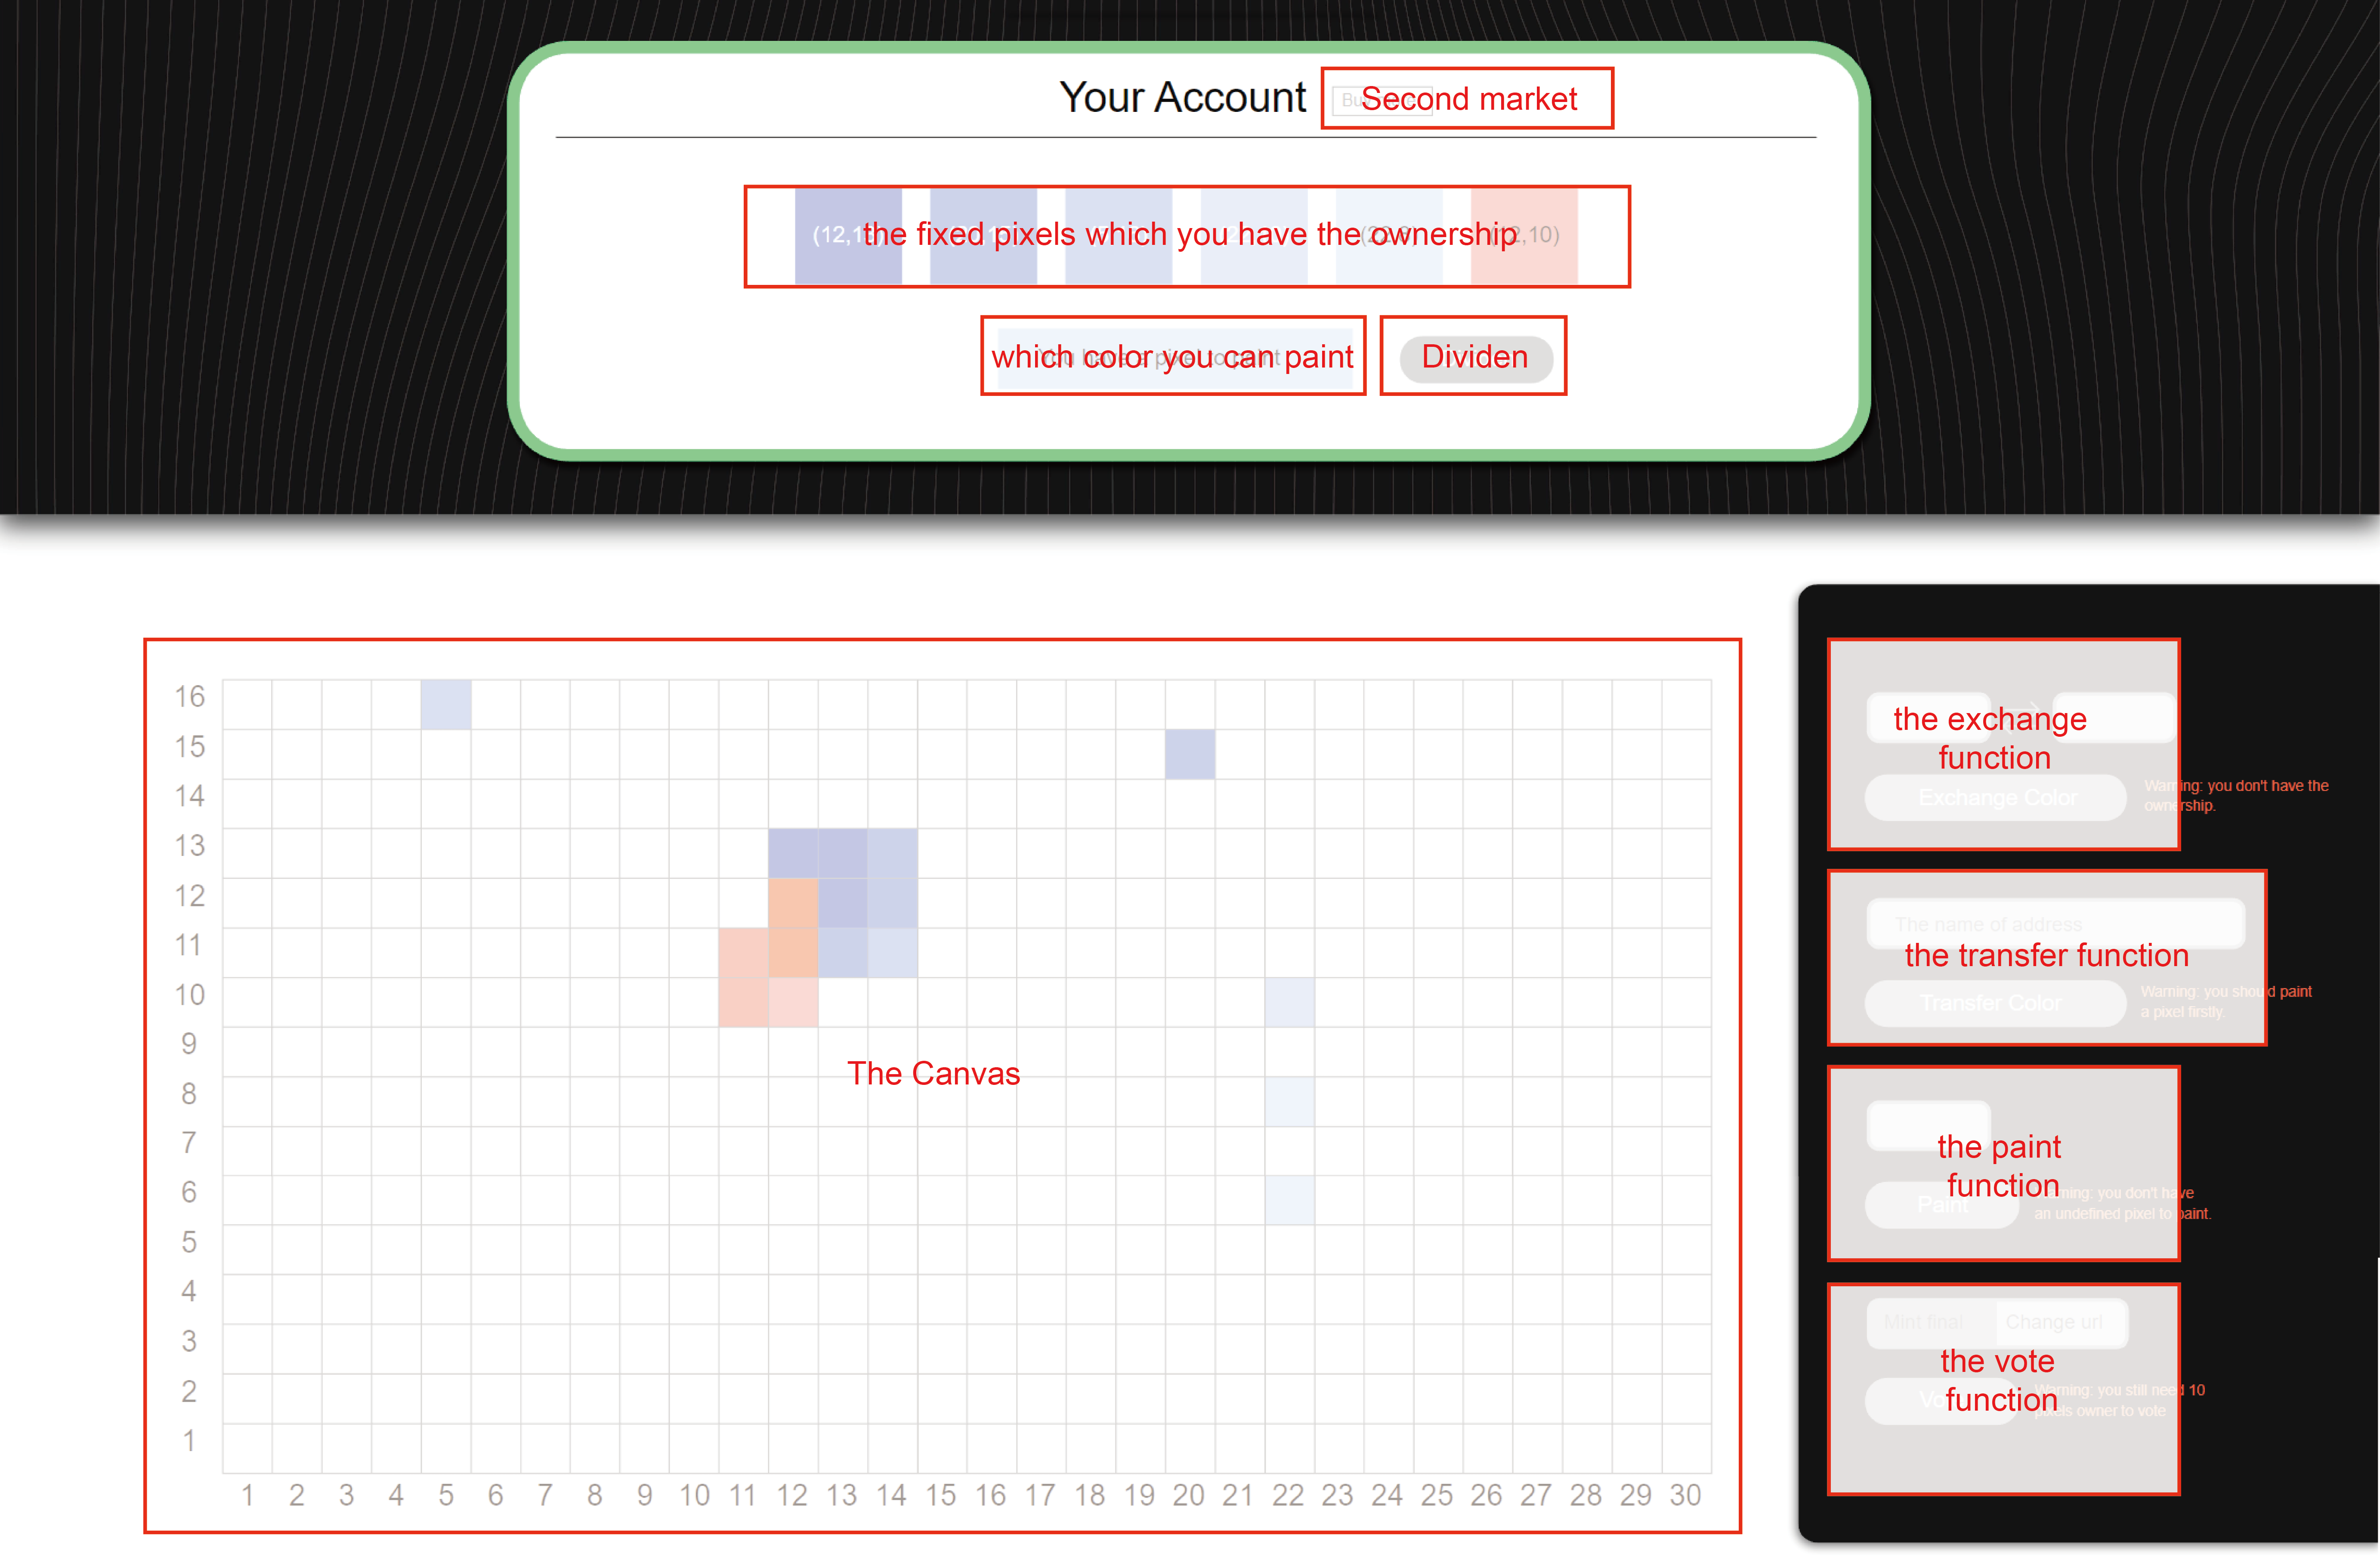 Your Account
Second market
the fixed pixels which you have the ownership
(12,10)
which color you can paint
Dividen
16
15
14
13
12
11
10
9
8
7
6
5
4
3
2
1
The Canvas
1 2 3 4 5 6 7 8 9 10 11 12 13 14 15 16 17 18 19 20 21 22 23 24 25 26 27 28 29 30
the exchange
function
Exchange Color
Warning: you don't have the
ownership.
The name of address
the transfer function
Transfer Color
Warning: you should paint
a pixel firstly.
the paint
function
Paint
Warning: you don't have
an undefined pixel to paint.
Mint final
Change url
the vote
function
Warning: you still need 10
pixels owner to vote